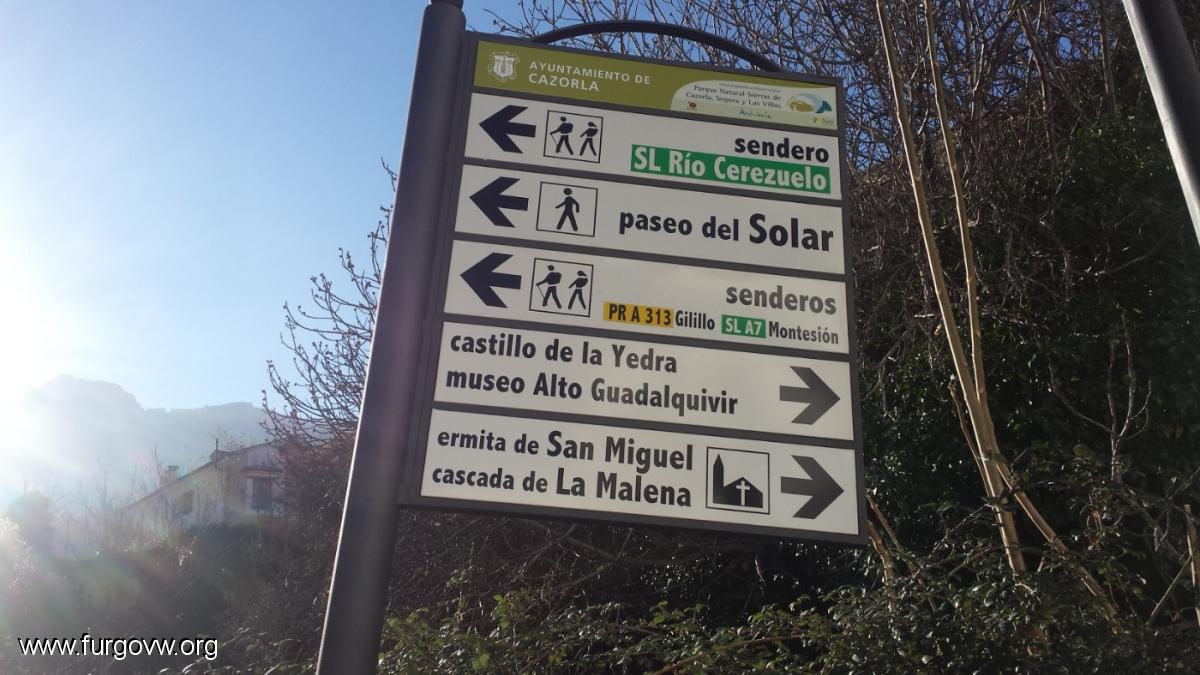 AYUNTAMIENTO DE
CAZORLA
Parque Natural Sierras de
Cazorla, Segura y Las Villas
Andalucía
sendero
SL Río Cerezuelo
paseo del Solar
senderos
PR A 313 Gilillo SL A7 Montesión
castillo de la Yedra
museo Alto Guadalquivir
ermita de San Miguel
cascada de La Malena
www.furgovw.org